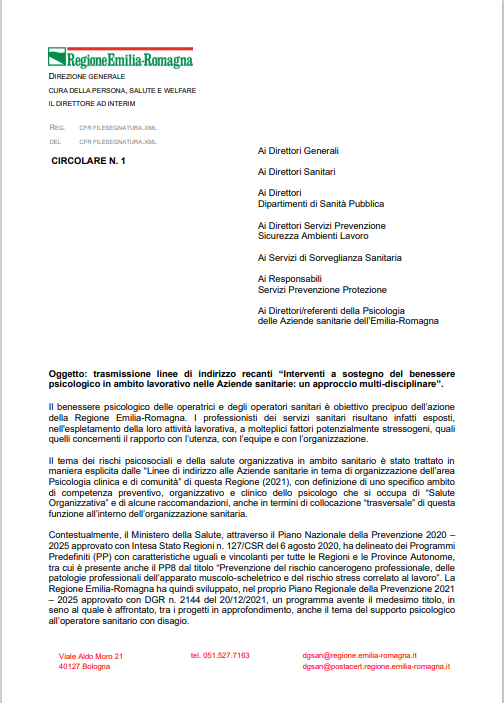 RegioneEmilia-Romagna
DIREZIONE GENERALE
CURA DELLA PERSONA, SALUTE E WELFARE
IL DIRETTORE AD INTERIM
REG. CFR FILESEGNATURA.XML
DEL CFR FILESEGNATURA.XML
CIRCOLARE N. 1
Ai Direttori Generali
Ai Direttori Sanitari
Ai Direttori
Dipartimenti di Sanità Pubblica
Ai Direttori Servizi Prevenzione
Sicurezza Ambienti Lavoro
Ai Servizi di Sorveglianza Sanitaria
Ai Responsabili
Servizi Prevenzione Protezione
Ai Direttori/referenti della Psicologia
delle Aziende sanitarie dell'Emilia-Romagna
Oggetto: trasmissione linee di indirizzo recanti “Interventi a sostegno del benessere
psicologico in ambito lavorativo nelle Aziende sanitarie: un approccio multi-disciplinare”.
Il benessere psicologico delle operatrici e degli operatori sanitari è obiettivo precipuo dell'azione
della Regione Emilia-Romagna. I professionisti dei servizi sanitari risultano infatti esposti,
nell'espletamento della loro attività lavorativa, a molteplici fattori potenzialmente stressogeni, quali
quelli concernenti il rapporto con l'utenza, con l'equipe e con l'organizzazione.
Il tema dei rischi psicosociali e della salute organizzativa in ambito sanitario è stato trattato in
maniera esplicita dalle “Linee di indirizzo alle Aziende sanitarie in tema di organizzazione dell'area
Psicologia clinica e di comunità” di questa Regione (2021), con definizione di uno specifico ambito
di competenza preventivo, organizzativo e clinico dello psicologo che si occupa di “Salute
Organizzativa” e di alcune raccomandazioni, anche in termini di collocazione “trasversale” di questa
funzione all'interno dell'organizzazione sanitaria.
Contestualmente, il Ministero della Salute, attraverso il Piano Nazionale della Prevenzione 2020 –
2025 approvato con Intesa Stato Regioni n. 127/CSR del 6 agosto 2020, ha delineato dei Programmi
Predefiniti (PP) con caratteristiche uguali e vincolanti per tutte le Regioni e le Province Autonome,
tra cui è presente anche il PP8 dal titolo “Prevenzione del rischio cancerogeno professionale, delle
patologie professionali dell'apparato muscolo-scheletrico e del rischio stress correlato al lavoro”. La
Regione Emilia-Romagna ha quindi sviluppato, nel proprio Piano Regionale della Prevenzione 2021
– 2025 approvato con DGR n. 2144 del 20/12/2021, un programma avente il medesimo titolo, in
seno al quale è affrontato, tra i progetti in approfondimento, anche il tema del supporto psicologico
all'operatore sanitario con disagio.
Viale Aldo Moro 21 tel. 051.527.7163 dgsan@regione.emilia-romagna.it
40127 Bologna dgsan@postacert.regione.emilia-romagna.it